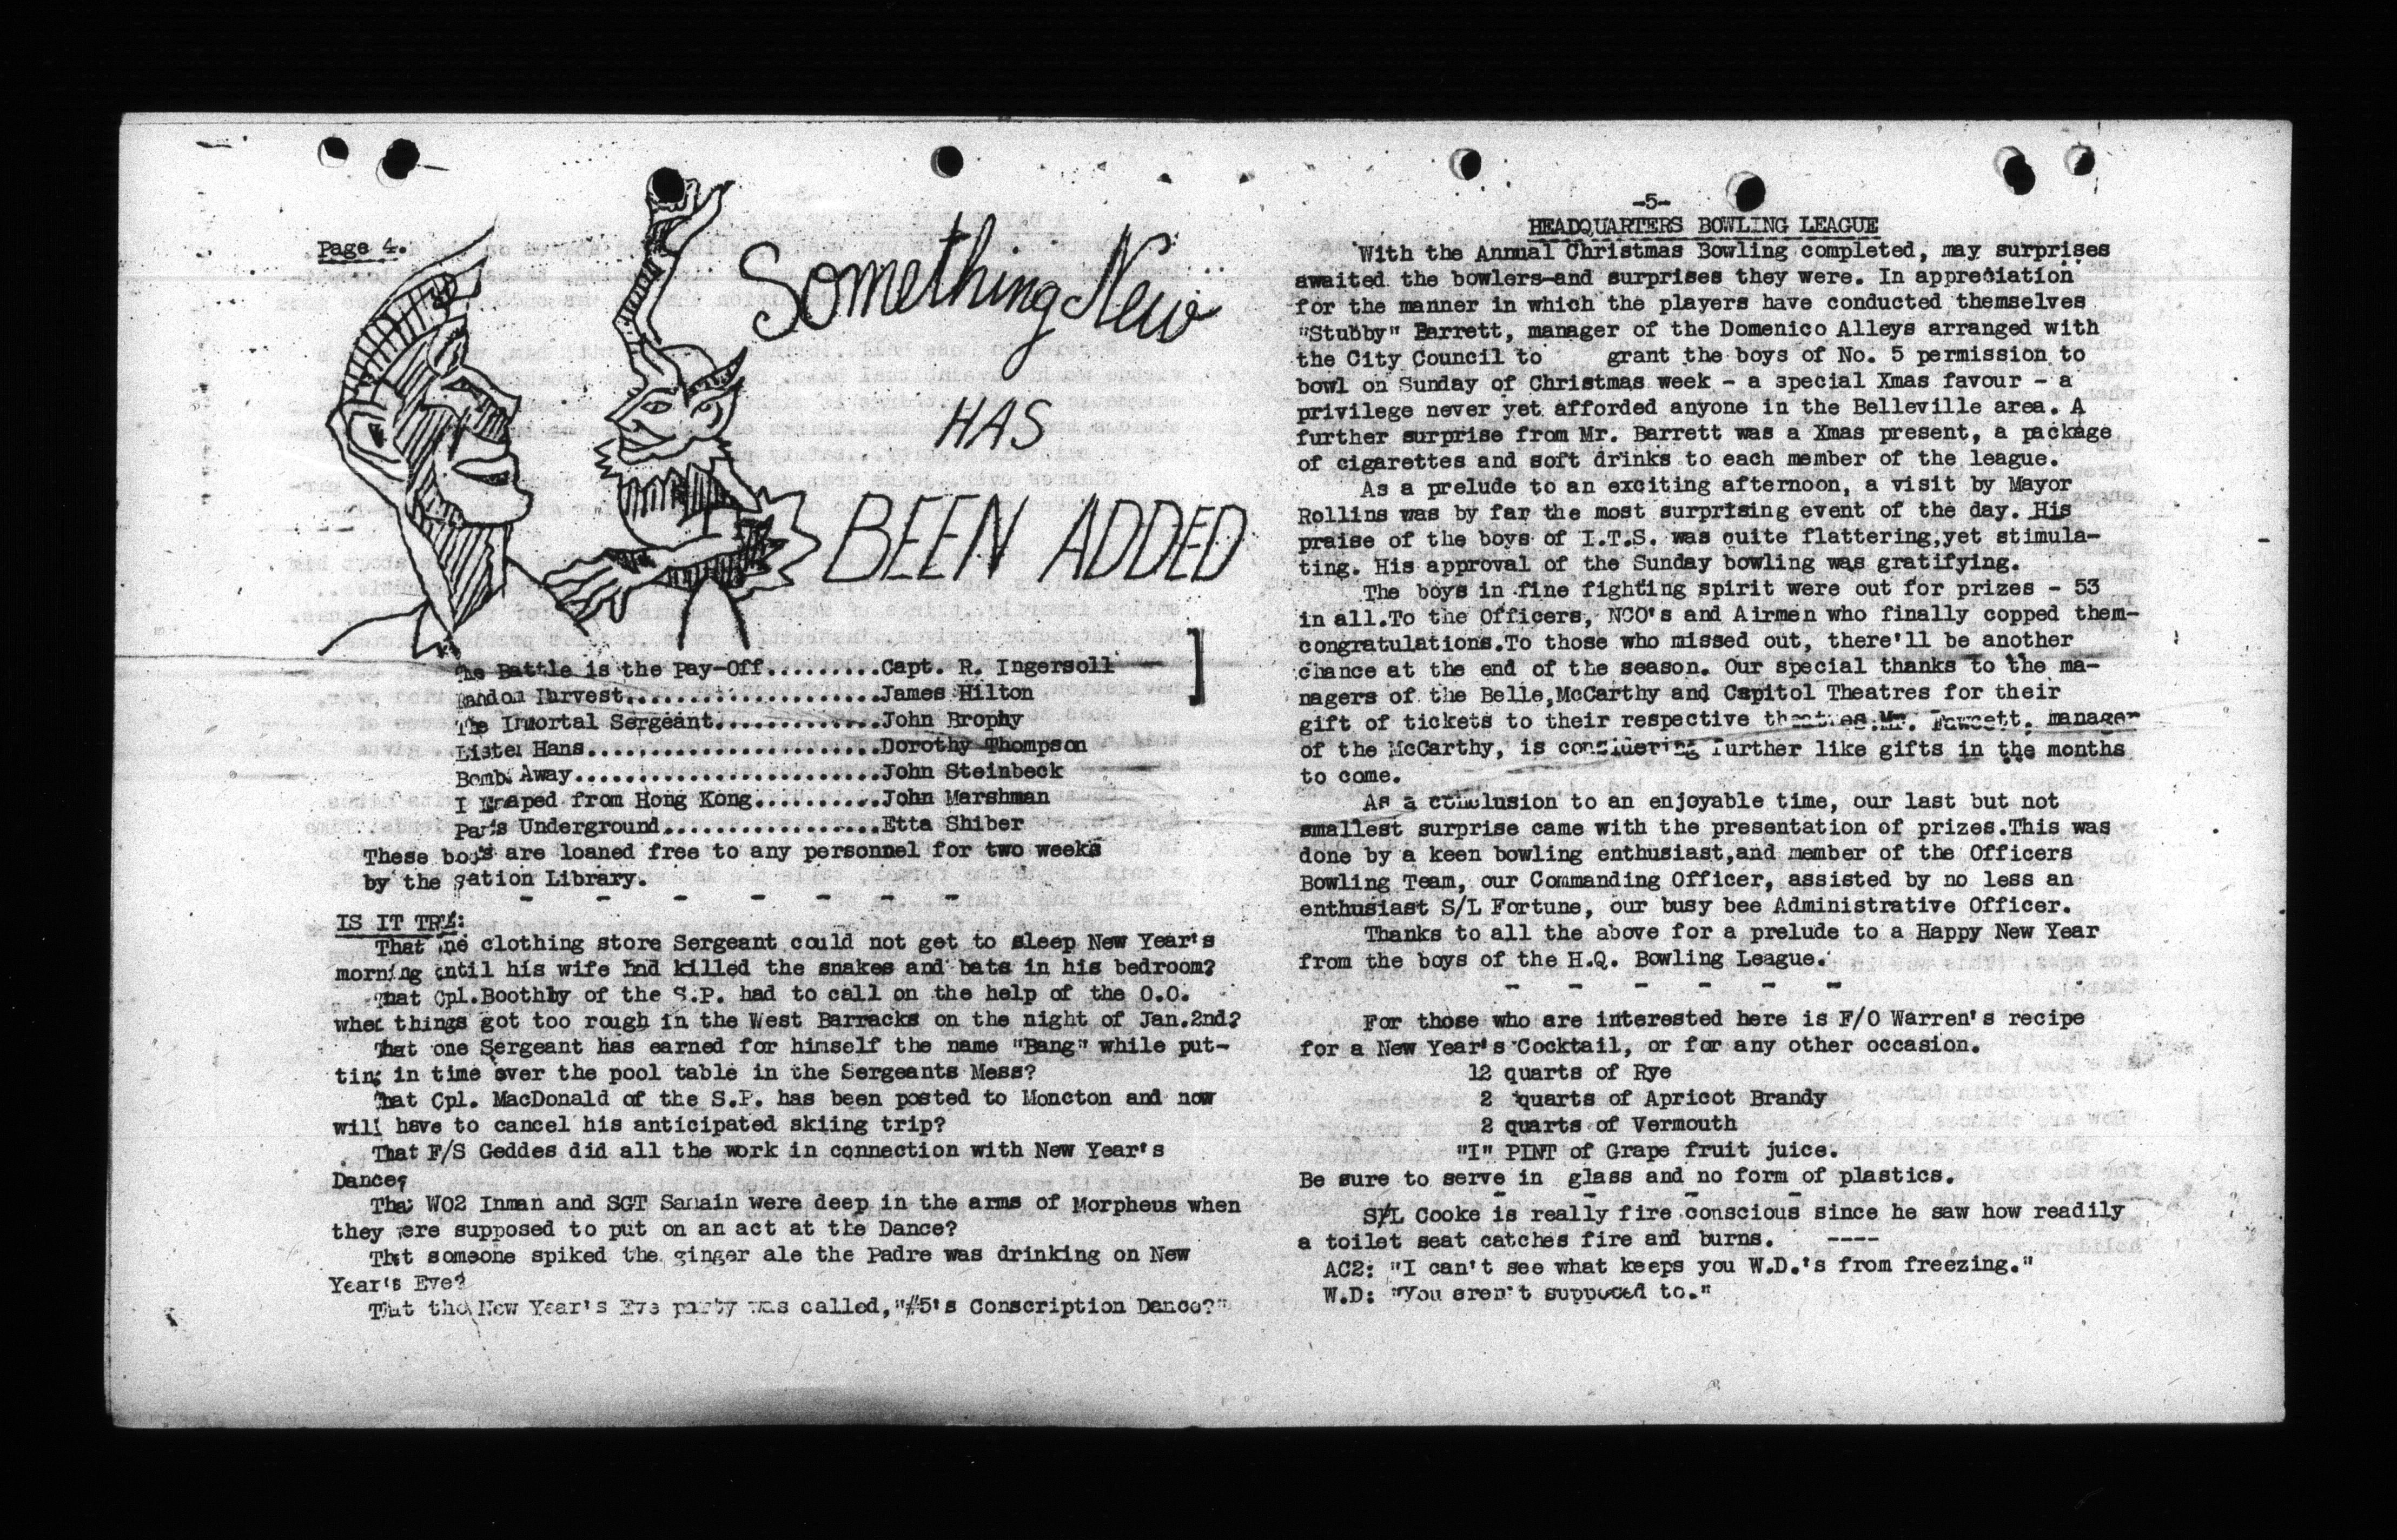 Page 4.
Something New
HAS
BEEN ADDED
The Battle is the Pay-Off.........Capt. R. Ingersoll
Random Harvest....................James Hilton
The Immortal Sergeant.............John Brophy
Listen Hans.......................Dorothy Thompson
Bombs Away........................John Steinbeck
I Escaped from Hong Kong..........John Marshman
Paris Underground.................Etta Shiber
These books are loaned free to any personnel for two weeks
by the Station Library.
- - - - - -
IS IT TRUE:
That one clothing store Sergeant could not get to sleep New Year's
morning until his wife had killed the snakes and bats in his bedroom?
That Cpl.Boothby of the S.P. had to call on the help of the O.O.
when things got too rough in the West Barracks on the night of Jan.2nd?
That one Sergeant has earned for himself the name "Bang" while put-
ting in time over the pool table in the Sergeants Mess?
That Cpl. MacDonald of the S.P. has been posted to Moncton and now
will have to cancel his anticipated skiing trip?
That F/S Geddes did all the work in connection with New Year's
Dance?
That WO2 Inman and SGT were deep in the arms of Morpheus when
they were supposed to put on an act at the Dance?
That someone spiked the ginger ale the Padre was drinking on New
Year's Eve?
That the New Year's Eve party was called,"#5's Conscription Dance?"
-5-
HEADQUARTERS BOWLING LEAGUE
With the Annual Christmas Bowling completed, may surprises
awaited the bowlers-and surprises they were. In appreciation
for the manner in which the players have conducted themselves
"Stubby" Barrett, manager of the Domenico Alleys arranged with
the City Council to grant the boys of No. 5 permission to
bowl on Sunday of Christmas week - a special Xmas favour - a
privilege never yet afforded anyone in the Belleville area. A
further surprise from Mr. Barrett was a Xmas present, a package
of cigarettes and soft drinks to each member of the league.
As a prelude to an exciting afternoon, a visit by Mayor
Rollins was by far the most surprising event of the day. His
praise of the boys of I.T.S. was quite flattering,yet stimula-
ting. His approval of the Sunday bowling was gratifying.
The boys in fine fighting spirit were out for prizes - 53
in all.To the Officers, NCO's and Airmen who finally copped them-
congratulations.To those who missed out, there'll be another
chance at the end of the season. Our special thanks to the ma-
nagers of the Belle,McCarthy and Capitol Theatres for their
gift of tickets to their respective theatres.Mr. Fawcett, manager
of the McCarthy, is considering further like gifts in the months
to come.
As a conclusion to an enjoyable time, our last but not
smallest surprise came with the presentation of prizes.This was
done by a keen bowling enthusiast,and member of the Officers
Bowling Team, our Commanding Officer, assisted by no less an
enthusiast S/L Fortune, our busy bee Administrative Officer.
Thanks to all the above for a prelude to a Happy New Year
from the boys of the H.Q. Bowling League.
- - - - - -
For those who are interested here is F/O Warren's recipe
for a New Year's Cocktail, or for any other occasion.
12 quarts of Rye
2 quarts of Apricot Brandy
2 quarts of Vermouth
"I" PINT of Grape fruit juice.
Be sure to serve in glass and no form of plastics.
- - - -
S/L Cooke is really fire conscious since he saw how readily
a toilet seat catches fire and burns. ----
AC2: "I can't see what keeps you W.D.'s from freezing."
W.D: "You aren't supposed to."